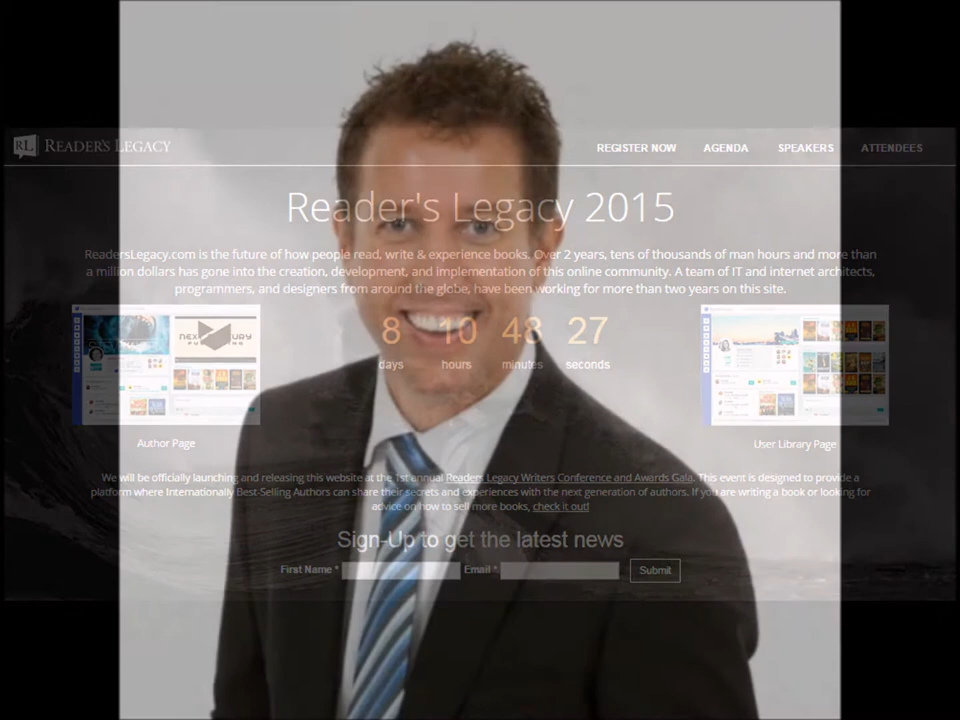 RL READER'S LEGACY
REGISTER NOW AGENDA SPEAKERS ATTENDEES
Reader's Legacy 2015
ReadersLegacy.com is the future of how people read, write & experience books. Over 2 years, tens of thousands of man hours and more than
a million dollars has gone into the creation, development, and implementation of this online community. A team of IT and internet architects,
programmers, and designers from around the globe, have been working for more than two years on this site.
8 10 48 27
days hours minutes seconds
Author Page
User Library Page
We will be officially launching and releasing this website at the 1st annual Readers Legacy Writers Conference and Awards Gala. This event is designed to provide a
platform where Internationally Best-Selling Authors can share their secrets and experiences with the next generation of authors. If you are writing a book or looking for
advice on how to sell more books, check it out!
Sign-Up to get the latest news
First Name * Email * Submit